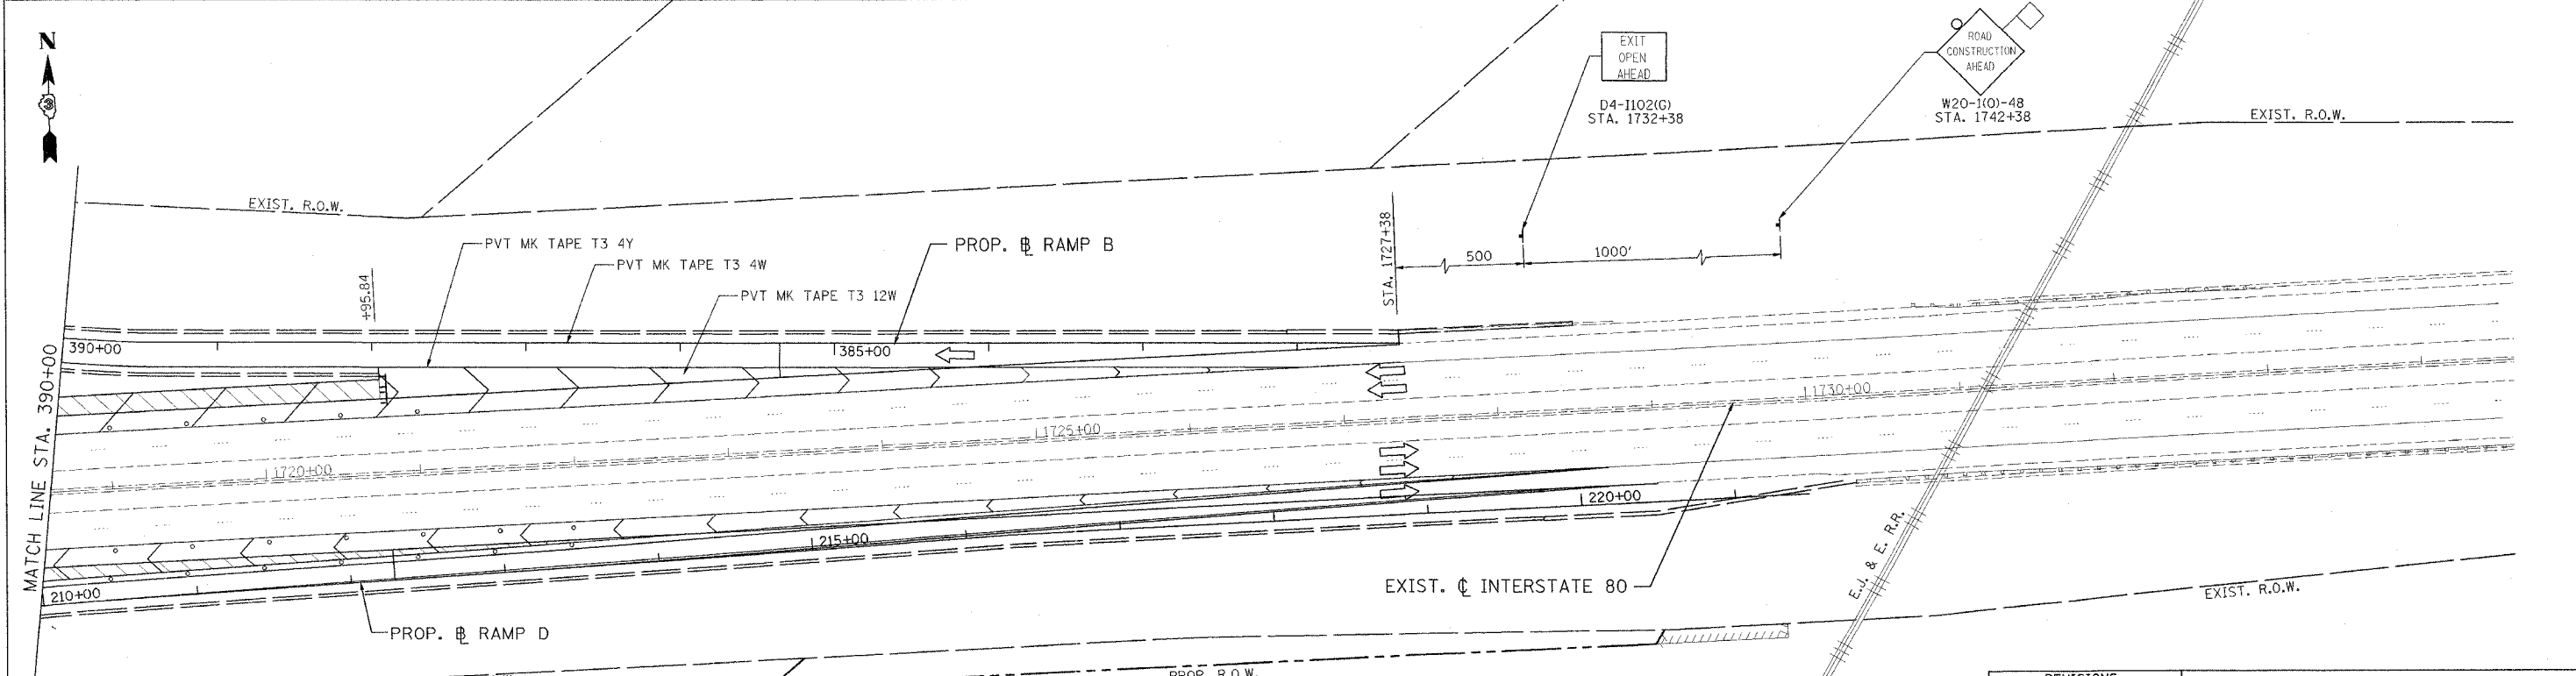 N
3
EXIT
OPEN
AHEAD
D4-I102(G)
STA. 1732+38
ROAD
CONSTRUCTION
AHEAD
W20-1(O)-48
STA. 1742+38
EXIST. R.O.W.
EXIST. R.O.W.
PVT MK TAPE T3 4Y
PVT MK TAPE T3 4W
PVT MK TAPE T3 12W
PROP. ℄ RAMP B
+95.84
STA. 1727+38
500
1000'
MATCH LINE STA. 390+00
390+00
385+00
1730+00
1725+00
1720+00
220+00
215+00
210+00
PROP. ℄ RAMP D
EXIST. ℄ INTERSTATE 80
E.J. & E. R.R.
EXIST. R.O.W.
PROP. R.O.W.
REVISIONS